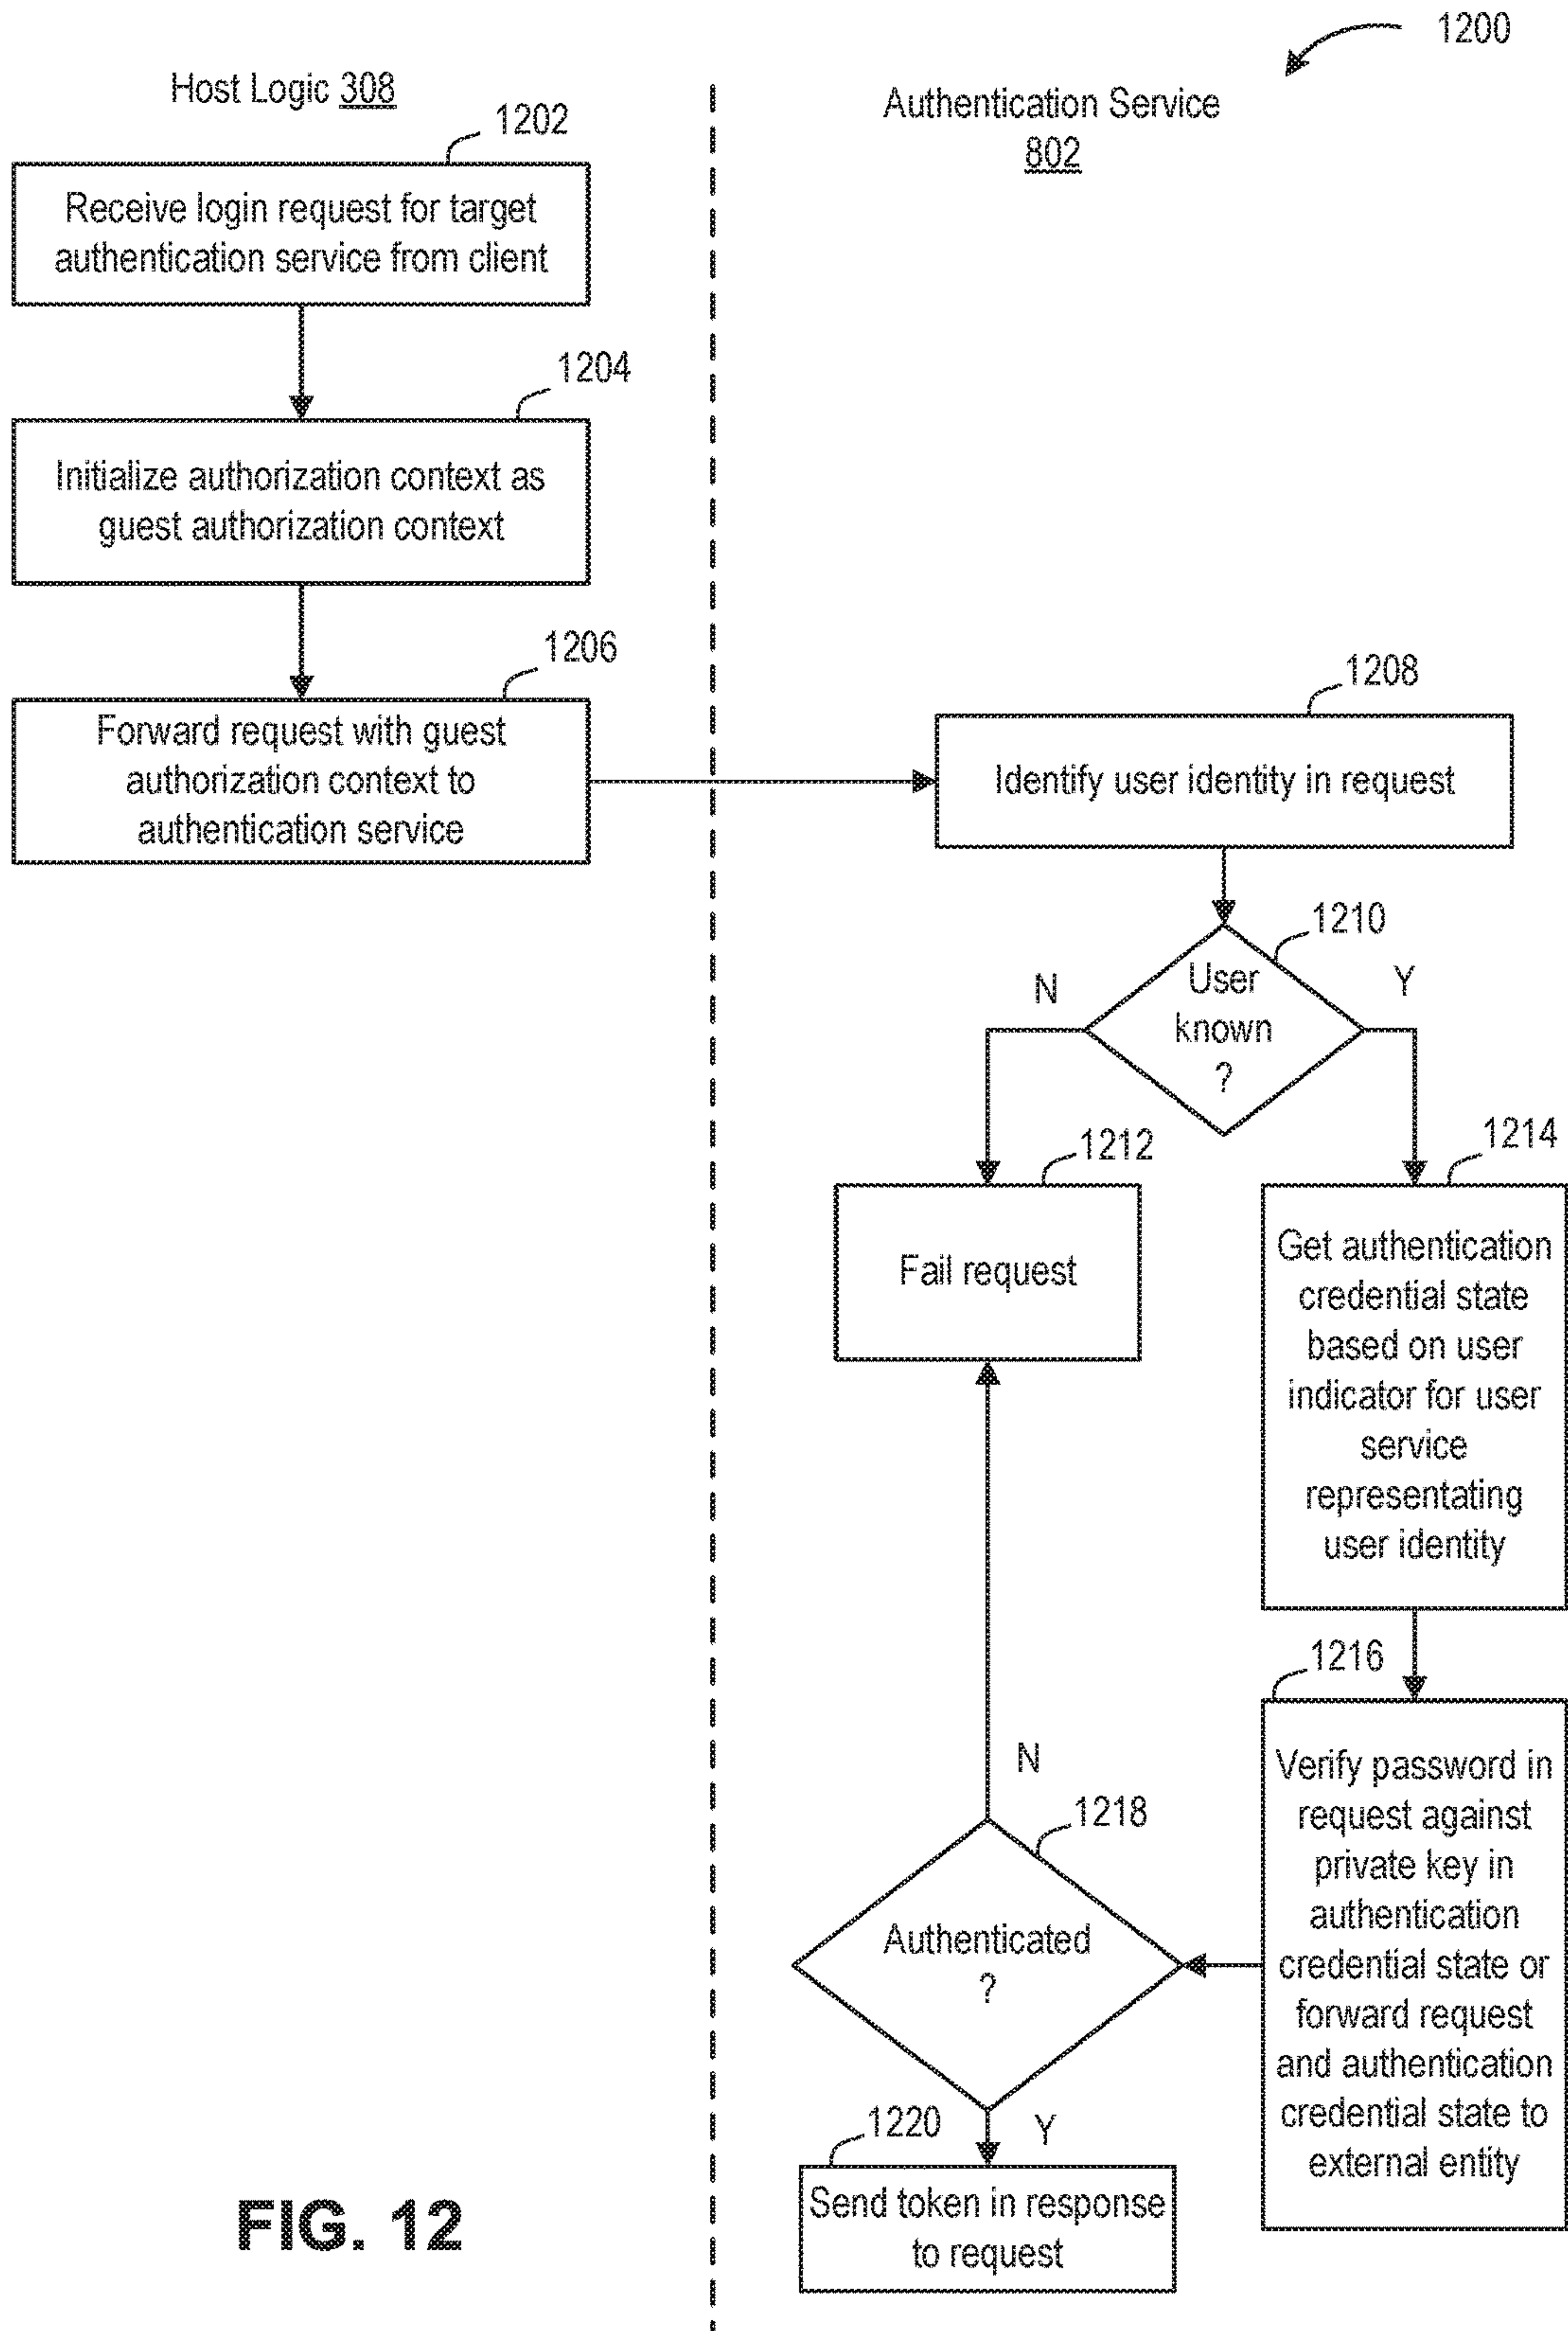 1200
Host Logic 308
Authentication Service
802
1202
Receive login request for target
authentication service from client
1204
Initialize authorization context as
guest authorization context
1206
Forward request with guest
authorization context to
authentication service
1208
Identify user identity in request
1210
User
known
?
N
Y
1212
Fail request
1214
Get authentication
credential state
based on user
indicator for user
service
representating
user identity
1216
Verify password in
request against
private key in
authentication
credential state or
forward request
and authentication
credential state to
external entity
N
1218
Authenticated
?
Y
1220
Send token in response
to request
FIG. 12